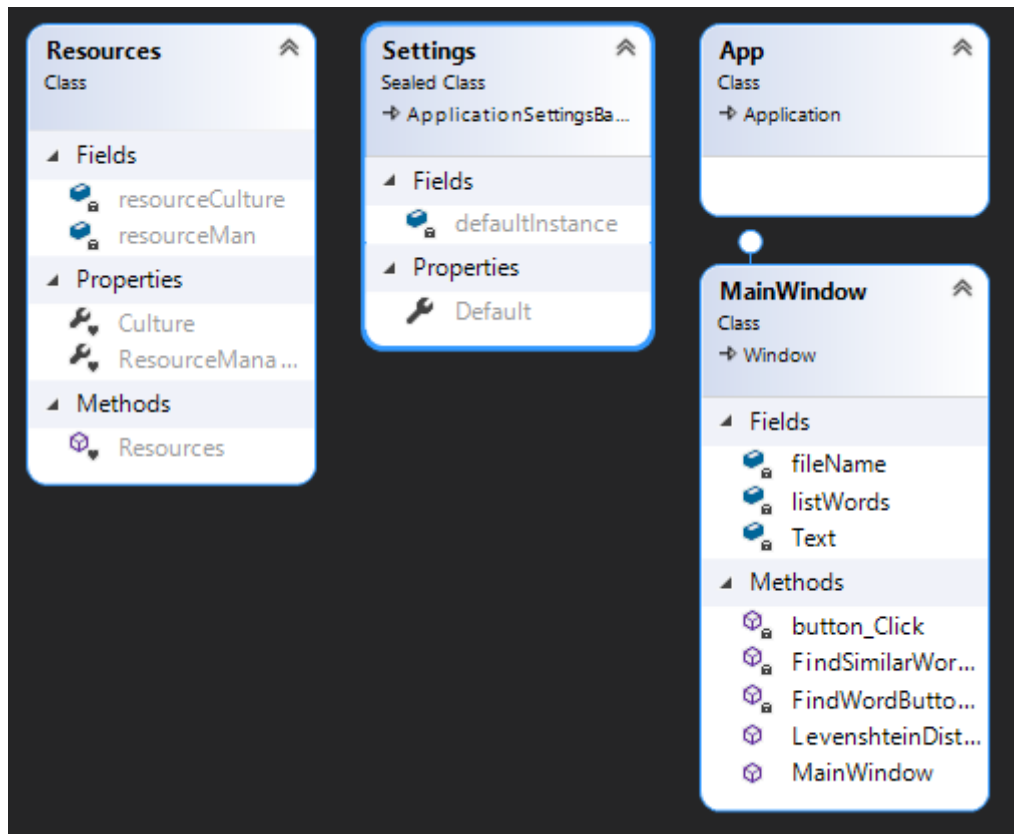 Resources
Class
Fields
resourceCulture
resourceMan
Properties
Culture
ResourceMana...
Methods
Resources
Settings
Sealed Class
ApplicationSettingsBa...
Fields
defaultInstance
Properties
Default
App
Class
Application
MainWindow
Class
Window
Fields
fileName
listWords
Text
Methods
button_Click
FindSimilarWor...
FindWordButto...
LevenshteinDist...
MainWindow